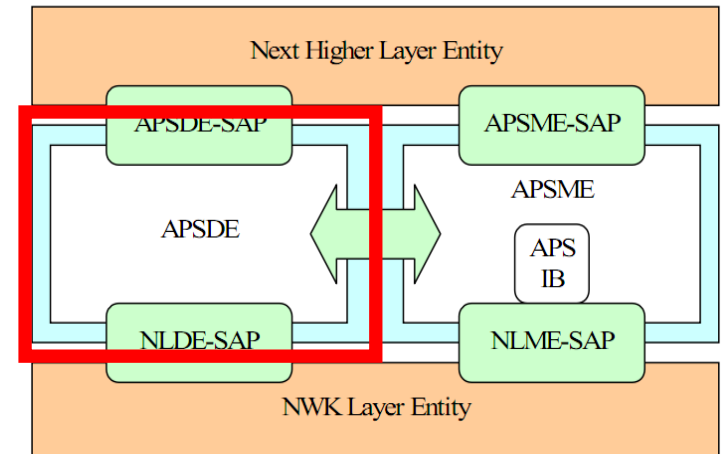 Next Higher Layer Entity
APSDE-SAP
APSME-SAP
APSDE
APSME
APS
IB
NLDE-SAP
NLME-SAP
NWK Layer Entity